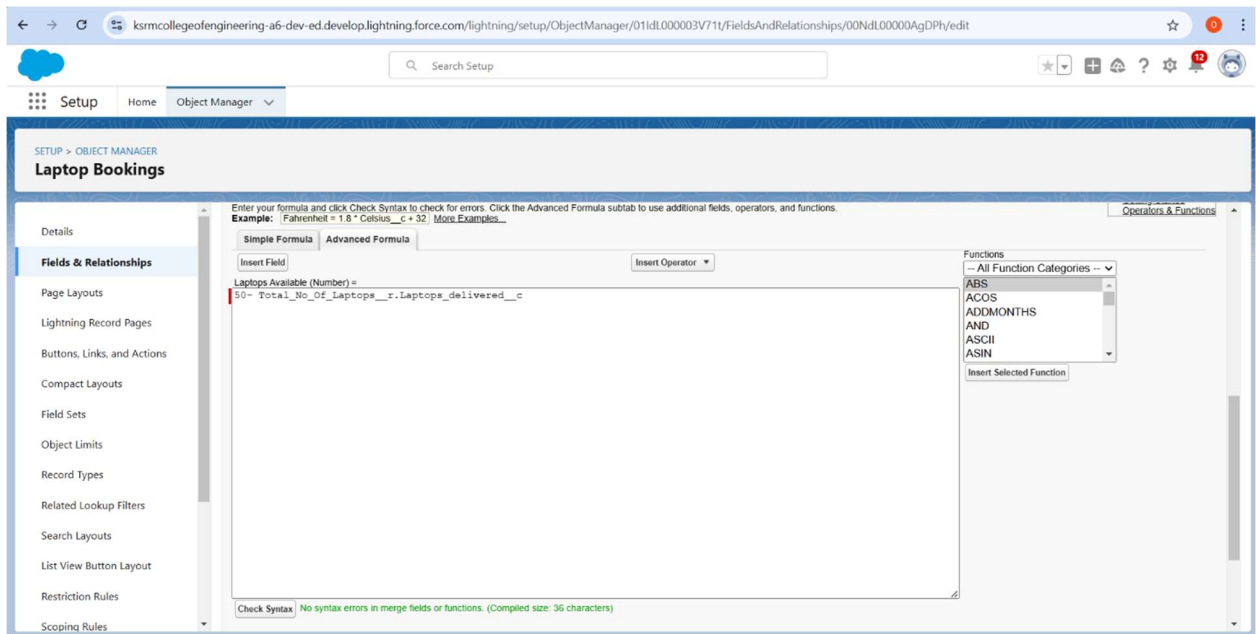 ksrmcollegeofengineering-a6-dev-ed.develop.lightning.force.com/lightning/setup/ObjectManager/01IdL000003V71t/FieldsAndRelationships/00NdL00000AgDPh/edit
O
Search Setup
12
Setup
Home
Object Manager
SETUP > OBJECT MANAGER
Laptop Bookings
Details
Fields & Relationships
Page Layouts
Lightning Record Pages
Buttons, Links, and Actions
Compact Layouts
Field Sets
Object Limits
Record Types
Related Lookup Filters
Search Layouts
List View Button Layout
Restriction Rules
Scoping Rules
Enter your formula and click Check Syntax to check for errors. Click the Advanced Formula subtab to use additional fields, operators, and functions.
Example: Fahrenheit = 1.8 * Celsius__c + 32 More Examples...
Operators & Functions
Simple Formula Advanced Formula
Insert Field
Insert Operator
Laptops Available (Number) =
50- Total_No_Of_Laptops__r.Laptops_delivered__c
Functions
-- All Function Categories --
ABS
ACOS
ADDMONTHS
AND
ASCII
ASIN
Insert Selected Function
Check Syntax No syntax errors in merge fields or functions. (Compiled size: 36 characters)